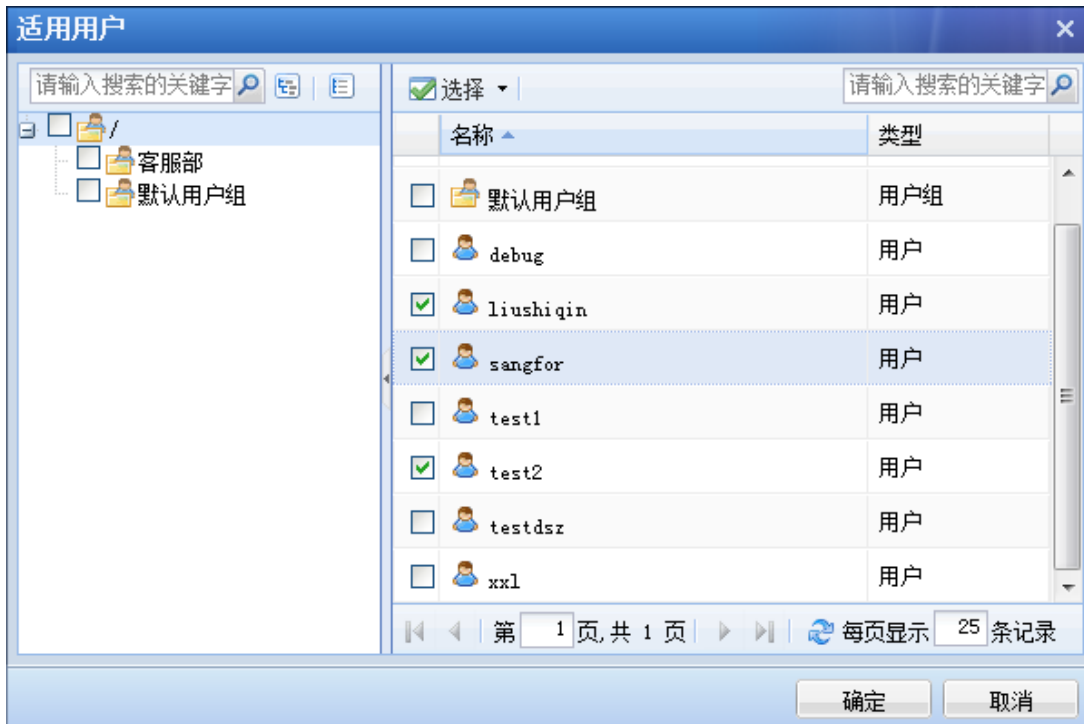 适用用户
请输入搜索的关键字
/
客服部
默认用户组
选择
请输入搜索的关键字
名称 类型
默认用户组 用户组
debug 用户
liushiqin 用户
sangfor 用户
test1 用户
test2 用户
testdsz 用户
xxl 用户
第 1 页,共 1 页 每页显示 25 条记录
确定 取消